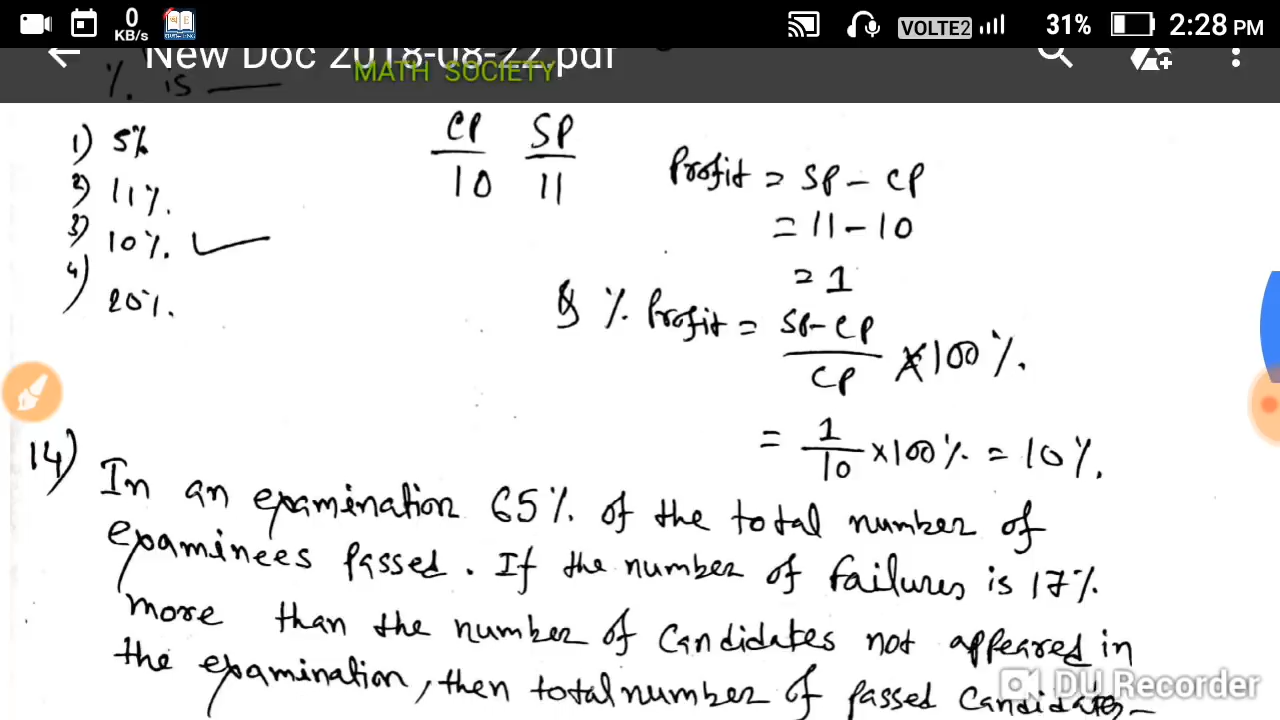 0
KB/s
VOLTE2
31%
2:28 PM
New Doc 2018-08-22.pdf
MATH SOCIETY
% is
1) 5%
2) 11%.
3) 10%.
4) 20%.
CP SP
10 11
Profit = SP - CP
= 11 - 10
= 1
% Profit = SP-CP / CP × 100%.
= 1/10 × 100% = 10%.
14) In an examination 65% of the total number of
examinees passed. If the number of failures is 17%
more than the number of candidates not appeared in
the examination, then total number of passed candidates
DU Recorder